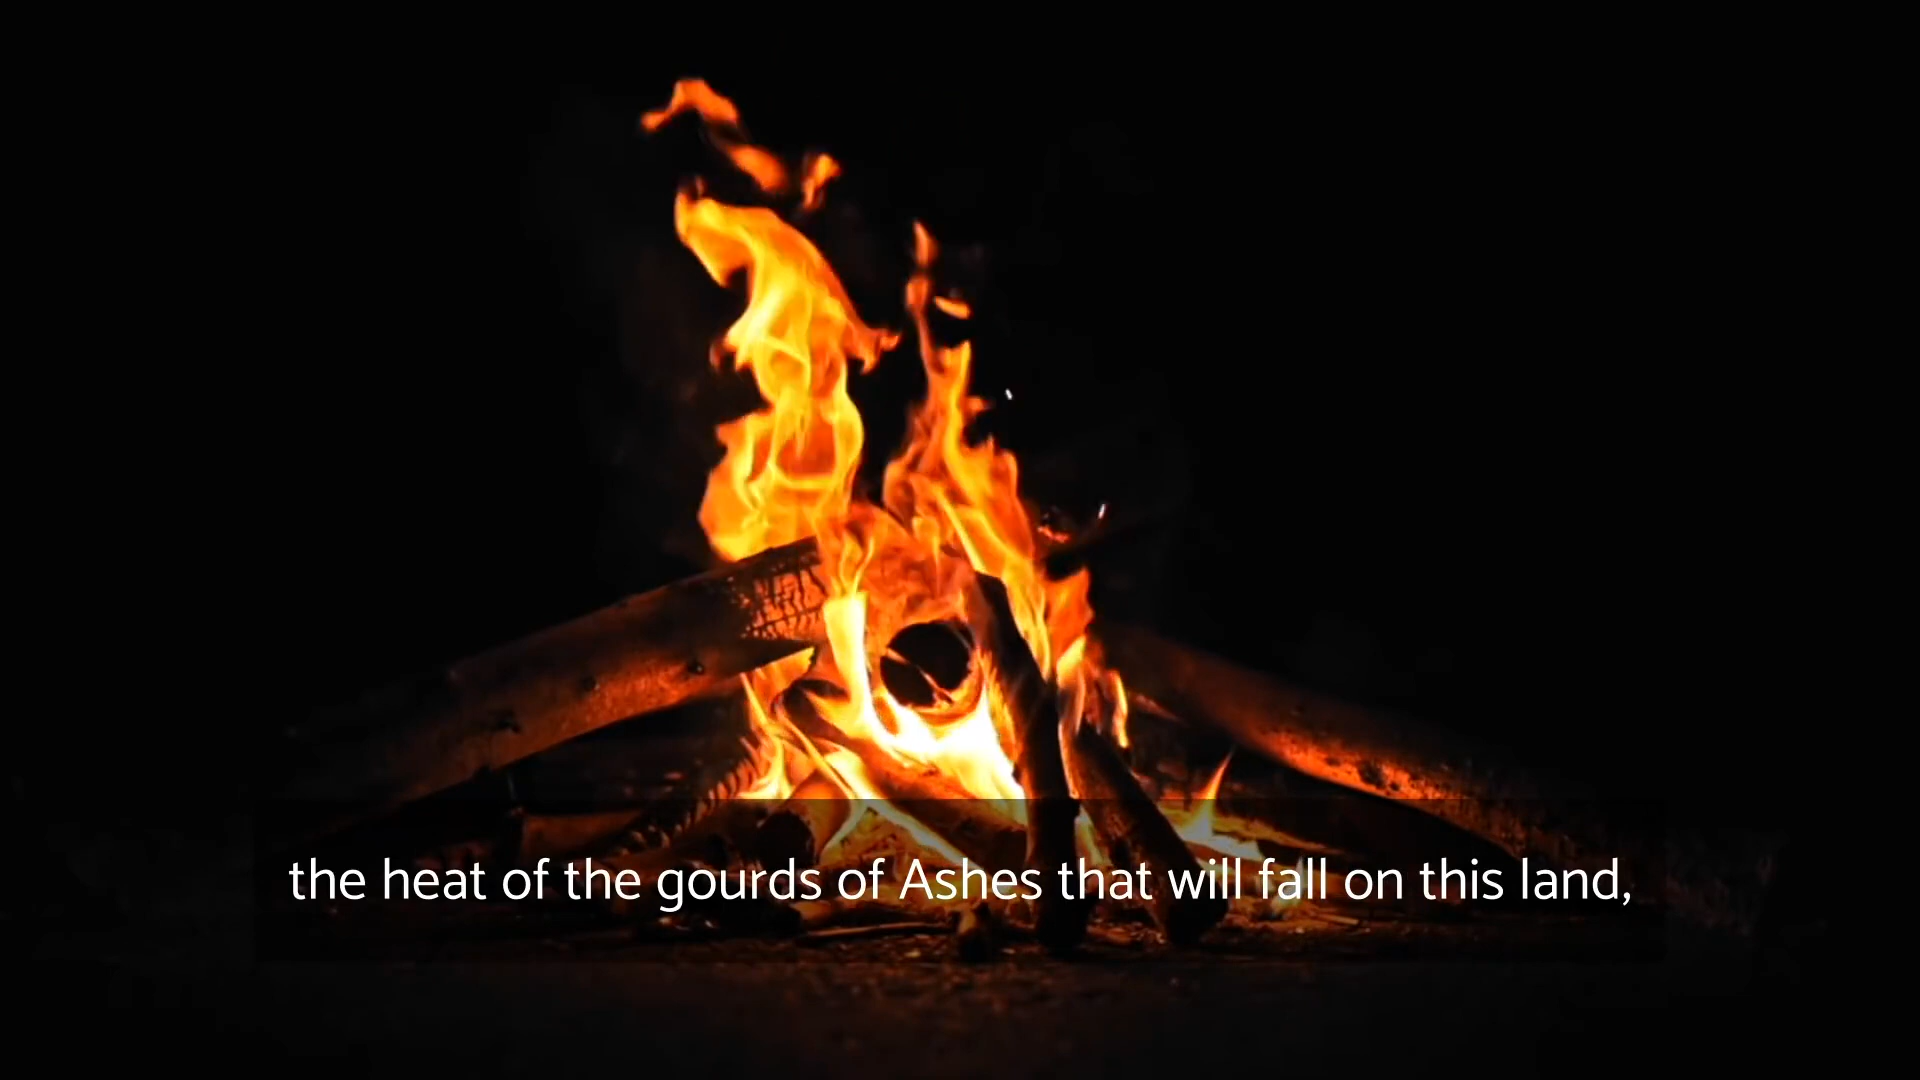 the heat of the gourds of Ashes that will fall on this land,